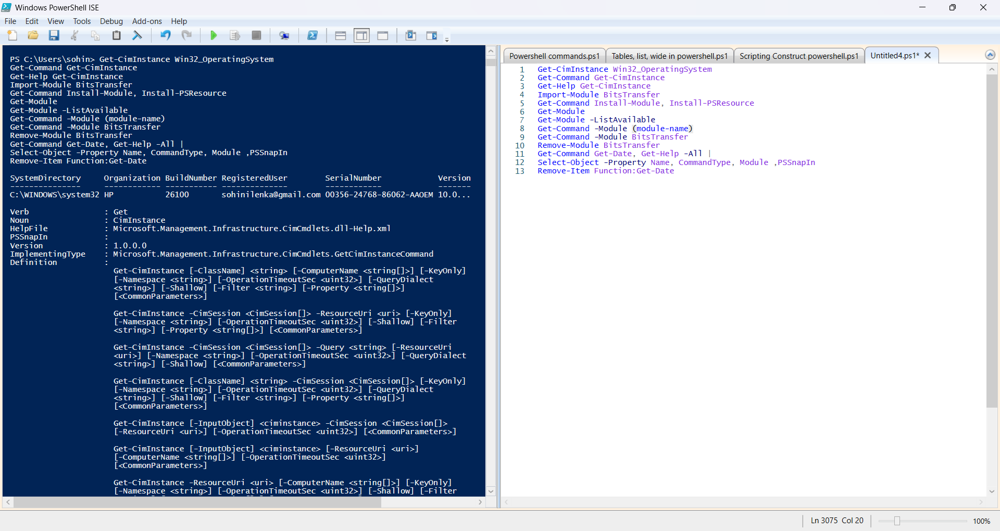 Windows PowerShell ISE
File Edit View Tools Debug Add-ons Help
PS C:\Users\sohin> Get-CimInstance Win32_OperatingSystem
Get-Command Get-CimInstance
Get-Help Get-CimInstance
Import-Module BitsTransfer
Get-Command Install-Module, Install-PSResource
Get-Module
Get-Module -ListAvailable
Get-Command -Module (module-name)
Get-Command -Module BitsTransfer
Remove-Module BitsTransfer
Get-Command Get-Date, Get-Help -All |
Select-Object -Property Name, CommandType, Module ,PSSnapIn
Remove-Item Function:Get-Date
SystemDirectory Organization BuildNumber RegisteredUser SerialNumber Version
--------------- ------------ ----------- -------------- ------------ -------
C:\WINDOWS\system32 HP 26100 sohinilenka@gmail.com 00356-24768-86062-AAOEM 10.0...
Verb : Get
Noun : CimInstance
HelpFile : Microsoft.Management.Infrastructure.CimCmdlets.dll-Help.xml
PSSnapIn :
Version : 1.0.0.0
ImplementingType : Microsoft.Management.Infrastructure.CimCmdlets.GetCimInstanceCommand
Definition :
Get-CimInstance [-ClassName] <string> [-ComputerName <string[]>] [-KeyOnly]
[-Namespace <string>] [-OperationTimeoutSec <uint32>] [-QueryDialect
<string>] [-Shallow] [-Filter <string>] [-Property <string[]>]
[<CommonParameters>]
Get-CimInstance -CimSession <CimSession[]> -ResourceUri <uri> [-KeyOnly]
[-Namespace <string>] [-OperationTimeoutSec <uint32>] [-Shallow] [-Filter
<string>] [-Property <string[]>] [<CommonParameters>]
Get-CimInstance -CimSession <CimSession[]> -Query <string> [-ResourceUri
<uri>] [-Namespace <string>] [-OperationTimeoutSec <uint32>] [-QueryDialect
<string>] [-Shallow] [<CommonParameters>]
Get-CimInstance [-ClassName] <string> -CimSession <CimSession[]> [-KeyOnly]
[-Namespace <string>] [-OperationTimeoutSec <uint32>] [-QueryDialect
<string>] [-Shallow] [-Filter <string>] [-Property <string[]>]
[<CommonParameters>]
Get-CimInstance [-InputObject] <ciminstance> -CimSession <CimSession[]>
[-ResourceUri <uri>] [-OperationTimeoutSec <uint32>] [<CommonParameters>]
Get-CimInstance [-InputObject] <ciminstance> [-ResourceUri <uri>]
[-ComputerName <string[]>] [-OperationTimeoutSec <uint32>]
[<CommonParameters>]
Get-CimInstance -ResourceUri <uri> [-ComputerName <string[]>] [-KeyOnly]
[-Namespace <string>] [-OperationTimeoutSec <uint32>] [-Shallow] [-Filter
Powershell commands.ps1 Tables, list, wide in powershell.ps1 Scripting Construct powershell.ps1 Untitled4.ps1*
1 Get-CimInstance Win32_OperatingSystem
2 Get-Command Get-CimInstance
3 Get-Help Get-CimInstance
4 Import-Module BitsTransfer
5 Get-Command Install-Module, Install-PSResource
6 Get-Module
7 Get-Module -ListAvailable
8 Get-Command -Module (module-name)
9 Get-Command -Module BitsTransfer
10 Remove-Module BitsTransfer
11 Get-Command Get-Date, Get-Help -All |
12 Select-Object -Property Name, CommandType, Module ,PSSnapIn
13 Remove-Item Function:Get-Date
Ln 3075 Col 20 100%